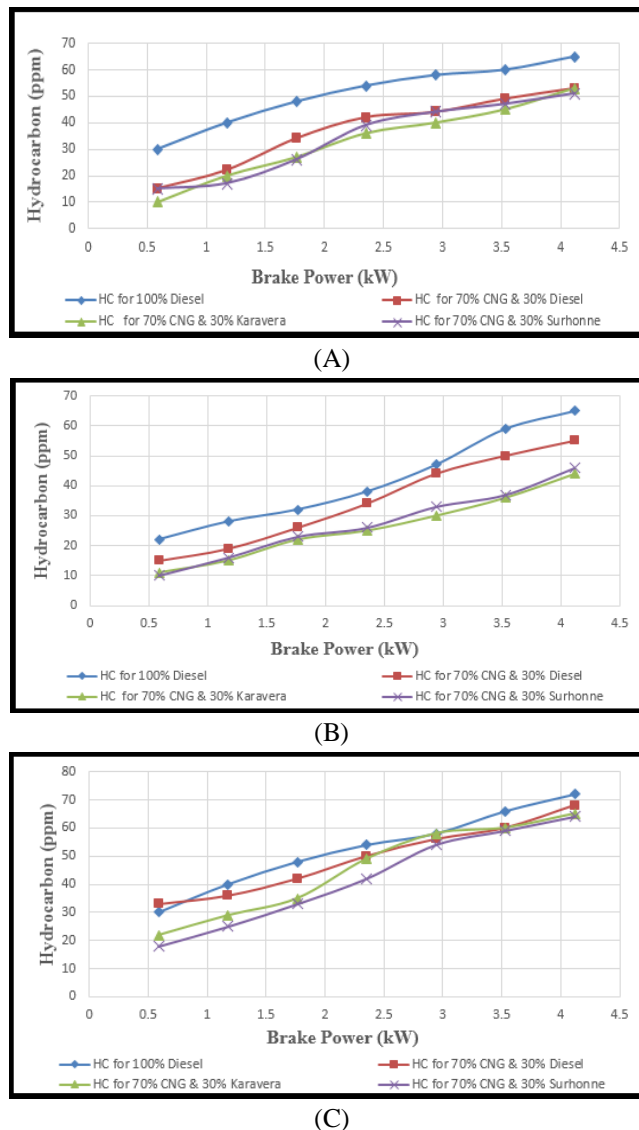 70
60
50
40
30
20
10
0
Hydrocarbon (ppm)
0 0.5 1 1.5 2 2.5 3 3.5 4 4.5
Brake Power (kW)
HC for 100% Diesel HC for 70% CNG & 30% Diesel
HC for 70% CNG & 30% Karavera HC for 70% CNG & 30% Surhonne
(A)
70
60
50
40
30
20
10
0
Hydrocarbon (ppm)
0 0.5 1 1.5 2 2.5 3 3.5 4 4.5
Brake Power (kW)
HC for 100% Diesel HC for 70% CNG & 30% Diesel
HC for 70% CNG & 30% Karavera HC for 70% CNG & 30% Surhonne
(B)
80
70
60
50
40
30
20
10
0
Hydrocarbon (ppm)
0 0.5 1 1.5 2 2.5 3 3.5 4 4.5
Brake Power (kW)
HC for 100% Diesel HC for 70% CNG & 30% Diesel
HC for 70% CNG & 30% Karavera HC for 70% CNG & 30% Surhonne
(C)